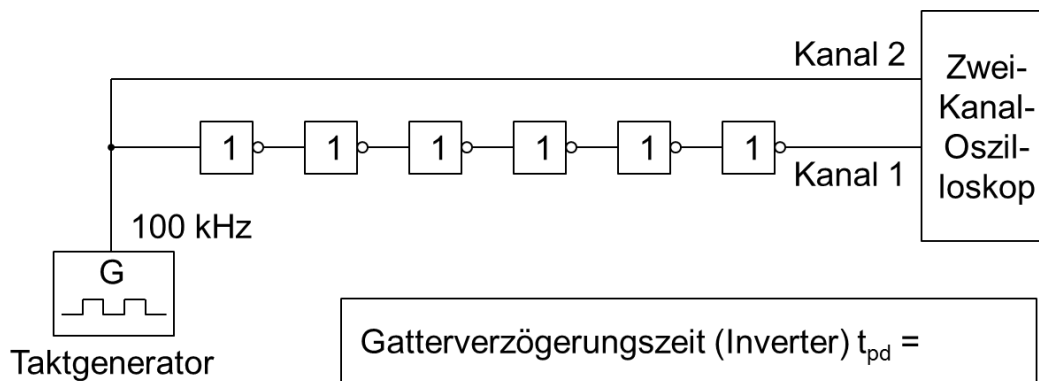 Kanal 2
Zwei-
Kanal-
Oszil-
loskop
1 1 1 1 1 1
Kanal 1
100 kHz
G
Taktgenerator
Gatterverzögerungszeit (Inverter) tpd =